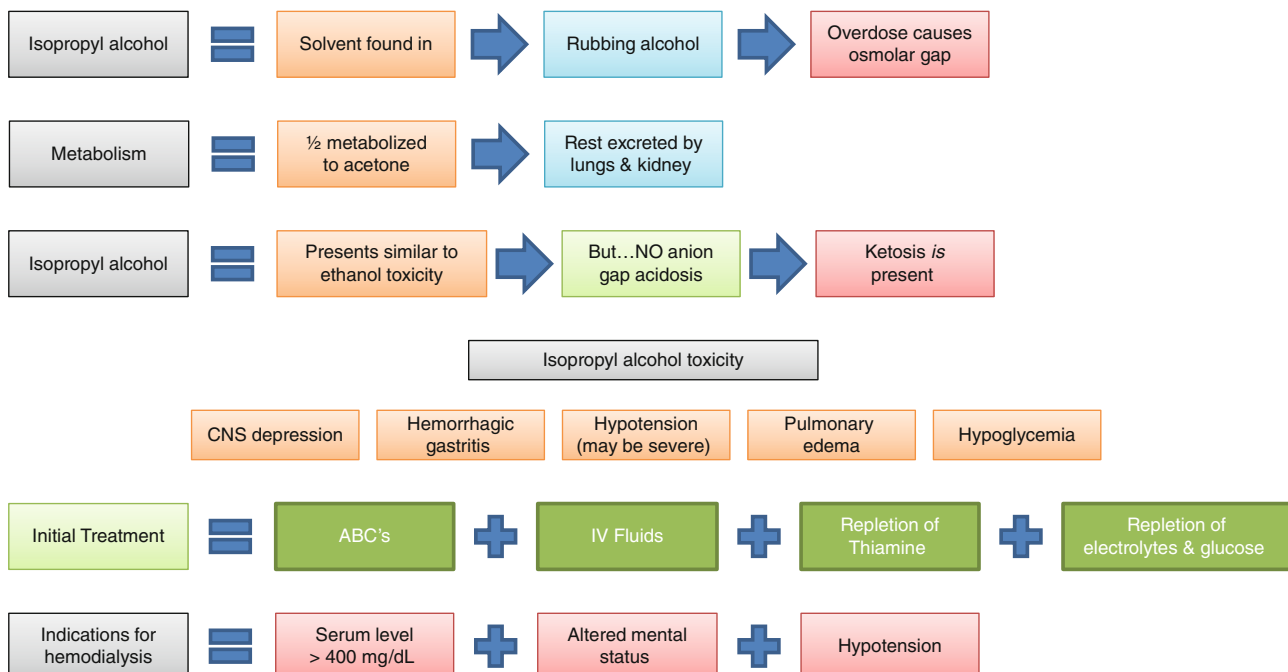 Isopropyl alcohol
Solvent found in
Rubbing alcohol
Overdose causes
osmolar gap
Metabolism
½ metabolized
to acetone
Rest excreted by
lungs & kidney
Isopropyl alcohol
Presents similar to
ethanol toxicity
But…NO anion
gap acidosis
Ketosis is
present
Isopropyl alcohol toxicity
CNS depression
Hemorrhagic
gastritis
Hypotension
(may be severe)
Pulmonary
edema
Hypoglycemia
Initial Treatment
ABC’s
IV Fluids
Repletion of
Thiamine
Repletion of
electrolytes & glucose
Indications for
hemodialysis
Serum level
> 400 mg/dL
Altered mental
status
Hypotension